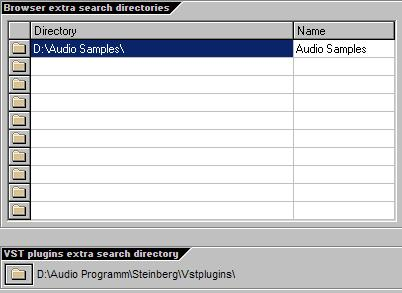 Browser extra search directories
Directory Name
D:\Audio Samples\ Audio Samples
VST plugins extra search directory
D:\Audio Programm\Steinberg\Vstplugins\